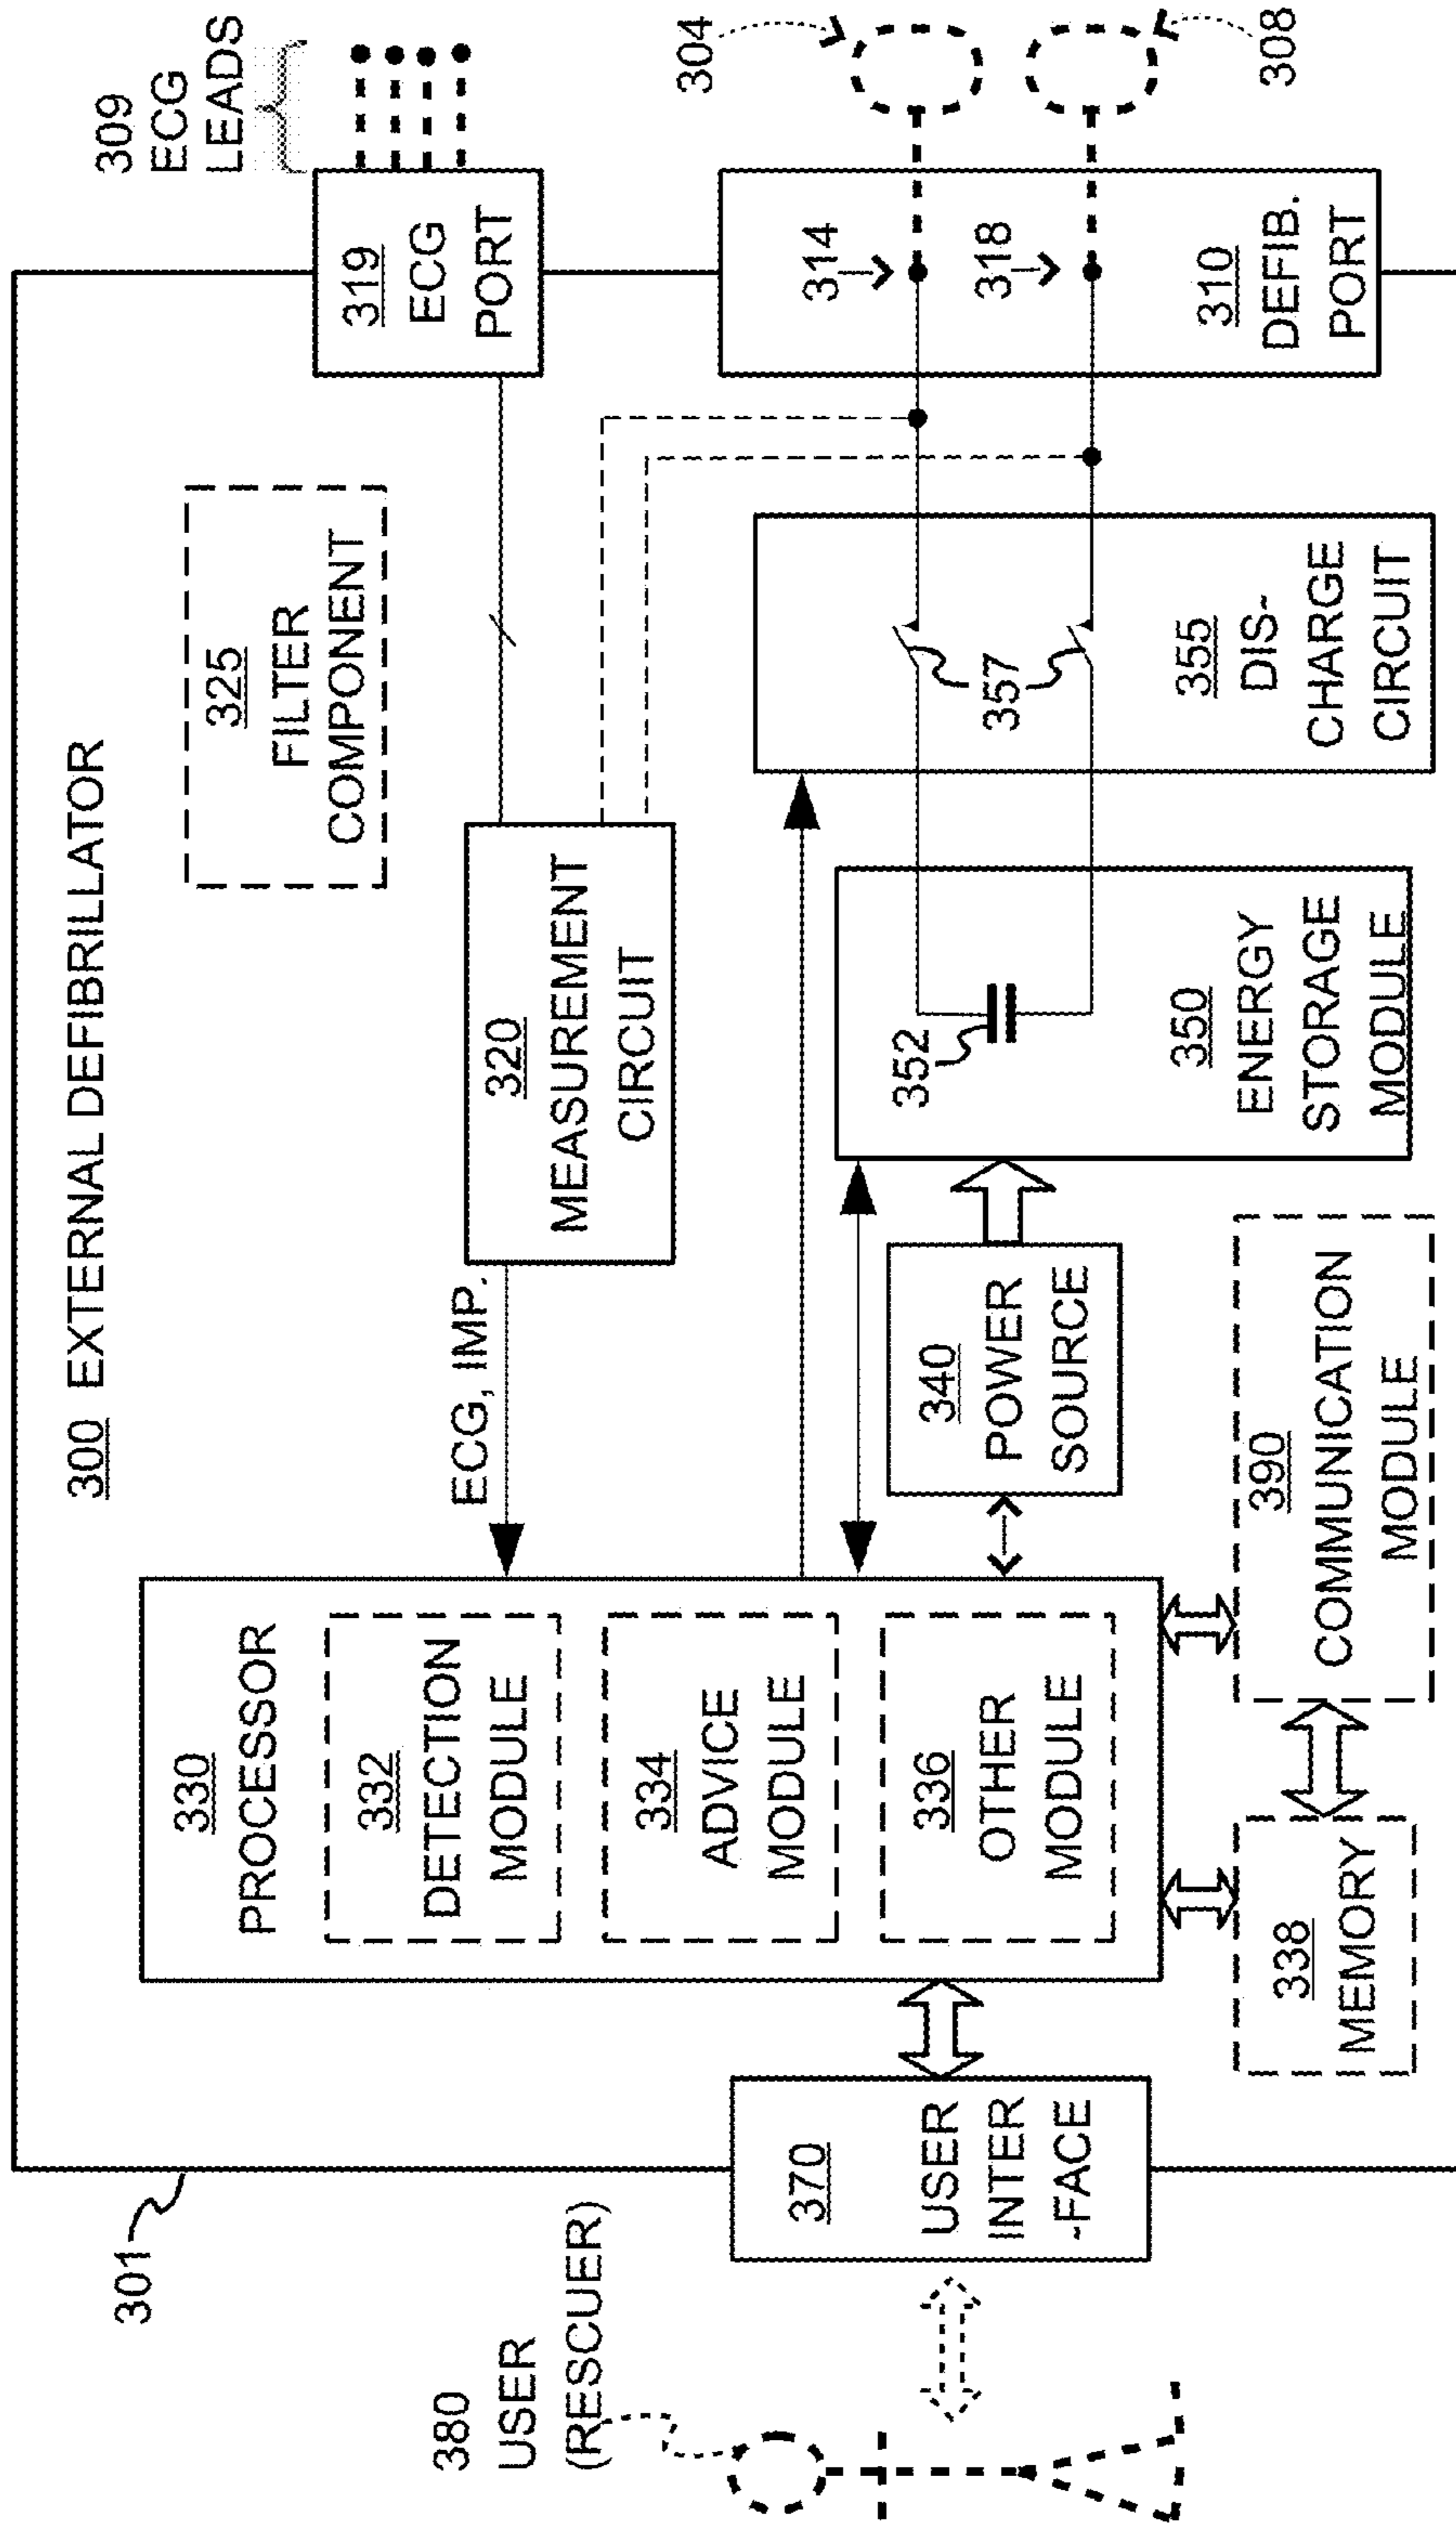 300 EXTERNAL DEFIBRILLATOR
301
309
ECG
LEADS
319
ECG
PORT
325
FILTER
COMPONENT
320
MEASUREMENT
CIRCUIT
ECG, IMP.
330
PROCESSOR
332
DETECTION
MODULE
334
ADVICE
MODULE
336
OTHER
MODULE
380
USER
(RESCUER)
370
USER
INTER
-FACE
338
MEMORY
390
COMMUNICATION
MODULE
340
POWER
SOURCE
352
350
ENERGY
STORAGE
MODULE
357
355
DIS-
CHARGE
CIRCUIT
314
318
310
DEFIB.
PORT
304
308